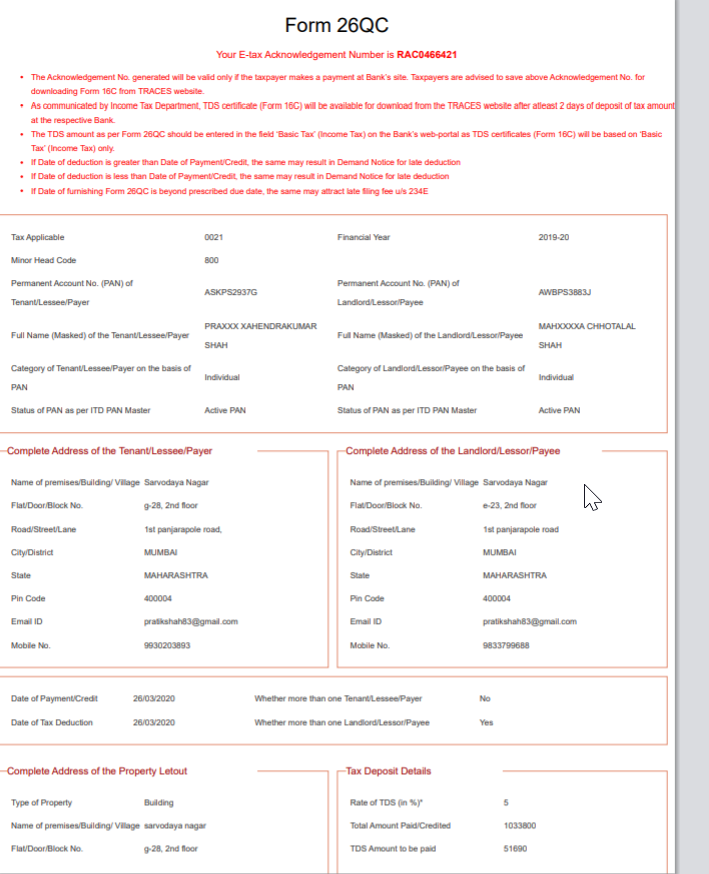 Form 26QC
Your E-tax Acknowledgement Number is RAC0466421
• The Acknowledgement No. generated will be valid only if the taxpayer makes a payment at Bank's site. Taxpayers are advised to save above Acknowledgement No. for
downloading Form 16C from TRACES website.
• As communicated by Income Tax Department, TDS certificate (Form 16C) will be available for download from the TRACES website after atleast 2 days of deposit of tax amount
at the respective Bank.
• The TDS amount as per Form 26QC should be entered in the field 'Basic Tax' (Income Tax) on the Bank's web-portal as TDS certificates (Form 16C) will be based on 'Basic
Tax' (Income Tax) only.
• If Date of deduction is greater than Date of Payment/Credit, the same may result in Demand Notice for late deduction
• If Date of deduction is less than Date of Payment/Credit, the same may result in Demand Notice for late deduction
• If Date of furnishing Form 26QC is beyond prescribed due date, the same may attract late filing fee u/s 234E
Tax Applicable 0021 Financial Year 2019-20
Minor Head Code 800
Permanent Account No. (PAN) of Tenant/Lessee/Payer ASKPS2937G Permanent Account No. (PAN) of Landlord/Lessor/Payee AWBPS3883J
Full Name (Masked) of the Tenant/Lessee/Payer PRAXXX XAHENDRAKUMAR SHAH Full Name (Masked) of the Landlord/Lessor/Payee MAHXXXXA CHHOTALAL SHAH
Category of Tenant/Lessee/Payer on the basis of PAN Individual Category of Landlord/Lessor/Payee on the basis of PAN Individual
Status of PAN as per ITD PAN Master Active PAN Status of PAN as per ITD PAN Master Active PAN
Complete Address of the Tenant/Lessee/Payer
Name of premises/Building/ Village Sarvodaya Nagar
Flat/Door/Block No. g-28, 2nd floor
Road/Street/Lane 1st panjarapole road,
City/District MUMBAI
State MAHARASHTRA
Pin Code 400004
Email ID pratikshah83@gmail.com
Mobile No. 9930203893
Complete Address of the Landlord/Lessor/Payee
Name of premises/Building/ Village Sarvodaya Nagar
Flat/Door/Block No. e-23, 2nd floor
Road/Street/Lane 1st panjarapole road
City/District MUMBAI
State MAHARASHTRA
Pin Code 400004
Email ID pratikshah83@gmail.com
Mobile No. 9833799688
Date of Payment/Credit 26/03/2020 Whether more than one Tenant/Lessee/Payer No
Date of Tax Deduction 26/03/2020 Whether more than one Landlord/Lessor/Payee Yes
Complete Address of the Property Letout
Type of Property Building
Name of premises/Building/ Village sarvodaya nagar
Flat/Door/Block No. g-28, 2nd floor
Tax Deposit Details
Rate of TDS (in %)* 5
Total Amount Paid/Credited 1033800
TDS Amount to be paid 51690